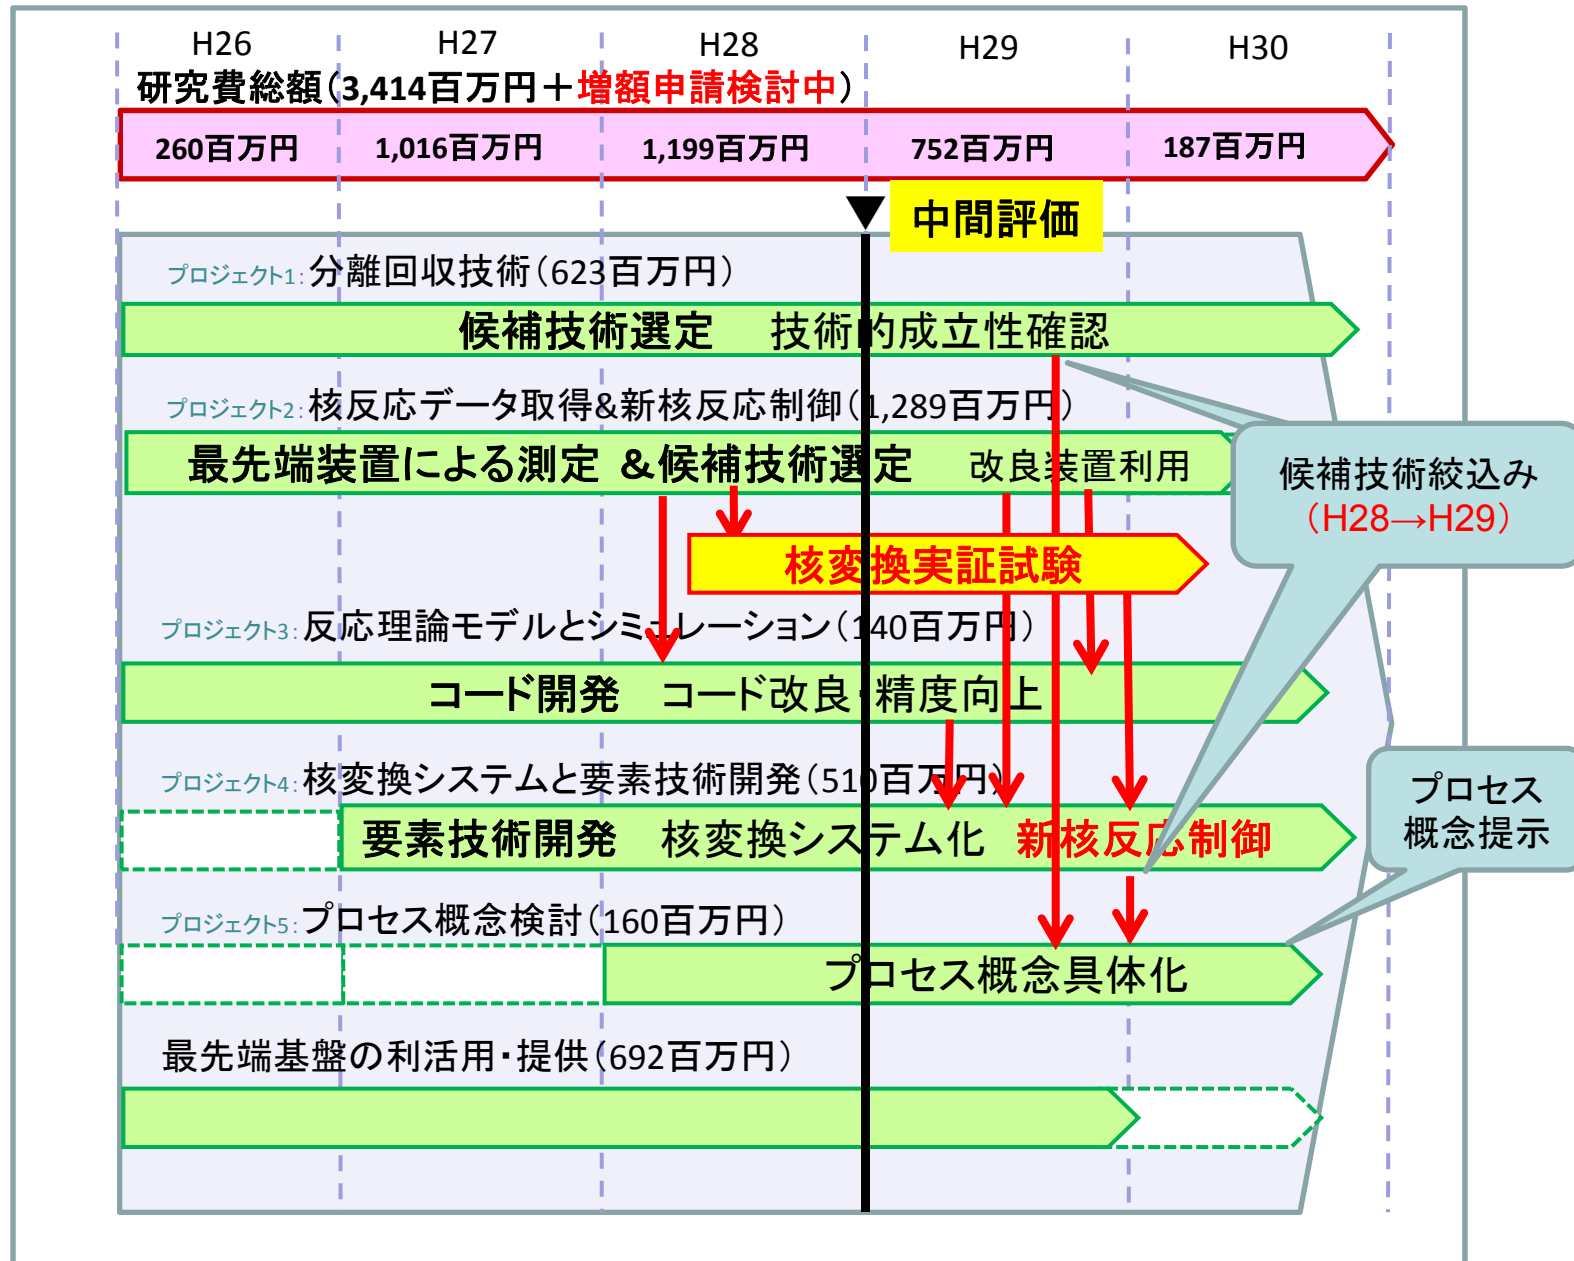 H26 H27 H28 H29 H30
研究費総額(3,414百万円＋増額申請検討中)
260百万円 1,016百万円 1,199百万円 752百万円 187百万円
中間評価
プロジェクト1：分離回収技術(623百万円)
候補技術選定 技術的成立性確認
プロジェクト2：核反応データ取得&新核反応制御(1,289百万円)
最先端装置による測定 &候補技術選定 改良装置利用
候補技術絞込み
(H28→H29)
核変換実証試験
プロジェクト3：反応理論モデルとシミュレーション(140百万円)
コード開発 コード改良・精度向上
プロジェクト4：核変換システムと要素技術開発(510百万円)
要素技術開発 核変換システム化 新核反応制御
プロセス
概念提示
プロジェクト5：プロセス概念検討(160百万円)
プロセス概念具体化
最先端基盤の利活用・提供(692百万円)